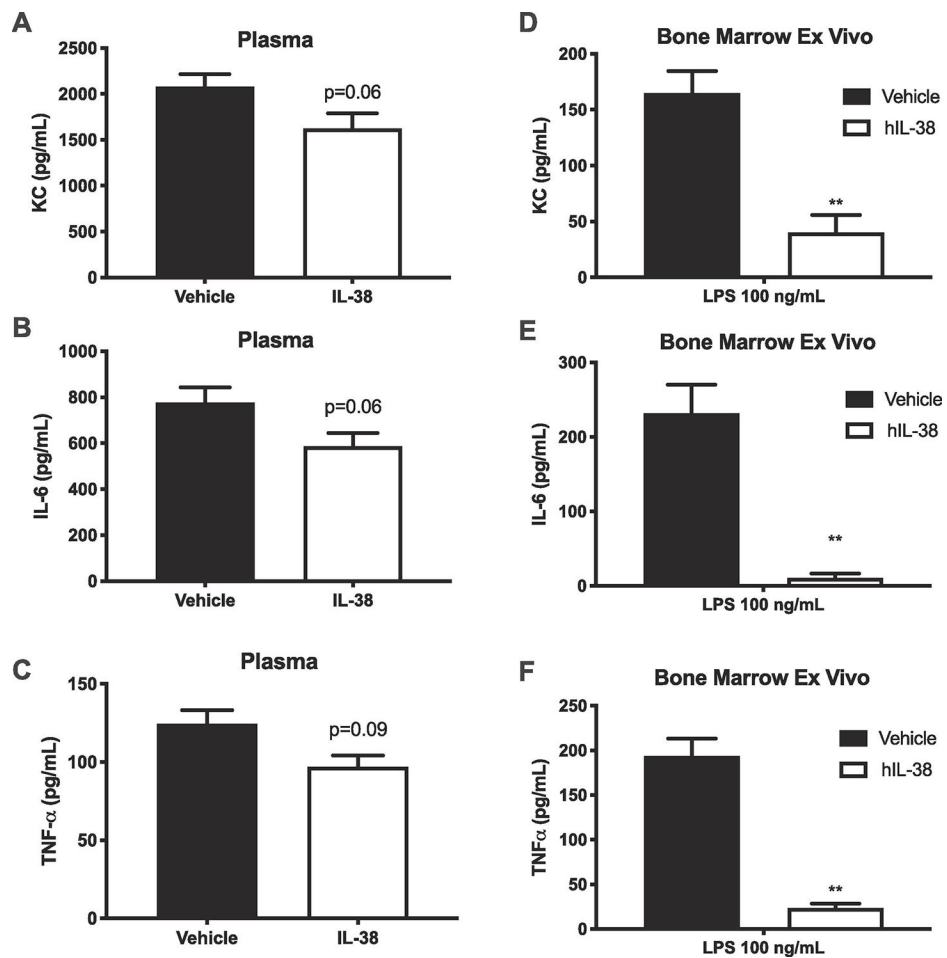 A
Plasma
2500
2000
1500
1000
500
0
KC (pg/mL)
p=0.06
Vehicle
IL-38
B
Plasma
1000
800
600
400
200
0
IL-6 (pg/mL)
p=0.06
Vehicle
IL-38
C
Plasma
150
100
50
0
TNF-α (pg/mL)
p=0.09
Vehicle
IL-38
D
Bone Marrow Ex Vivo
200
150
100
50
0
KC (pg/mL)
Vehicle
hIL-38
**
LPS 100 ng/mL
E
Bone Marrow Ex Vivo
300
200
100
0
IL-6 (pg/mL)
Vehicle
hIL-38
**
LPS 100 ng/mL
F
Bone Marrow Ex Vivo
250
200
150
100
50
0
TNFα (pg/mL)
Vehicle
hIL-38
**
LPS 100 ng/mL